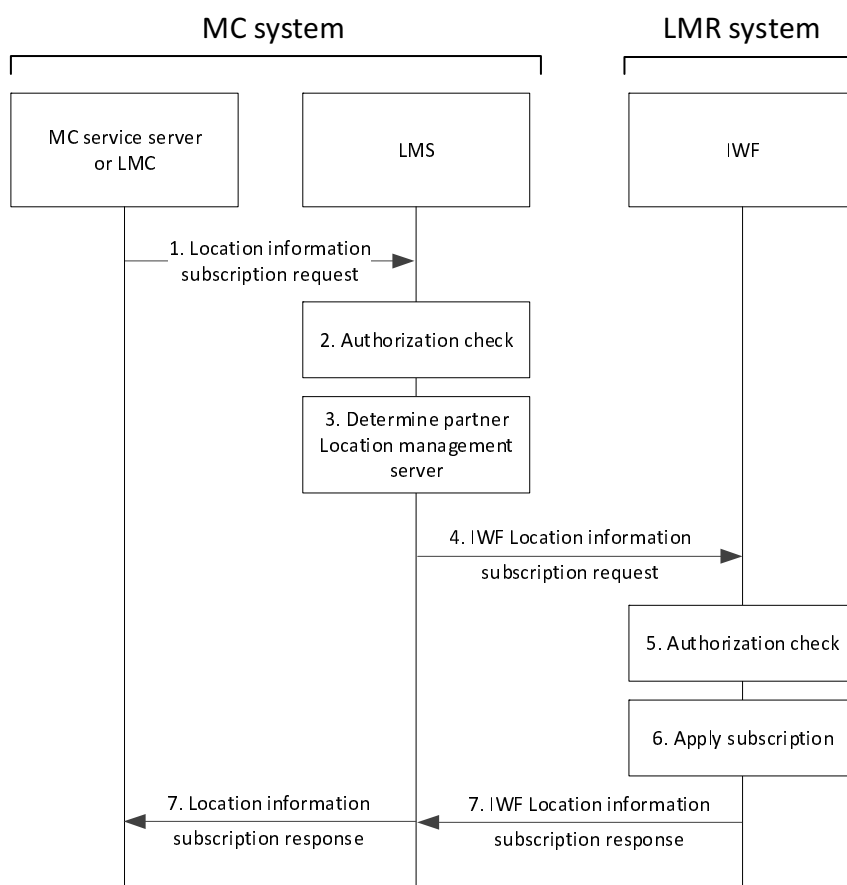 MC system
LMR system
MC service server
or LMC
LMS
IWF
1. Location information
subscription request
2. Authorization check
3. Determine partner
Location management
server
4. IWF Location information
subscription request
5. Authorization check
6. Apply subscription
7. Location information
subscription response
7. IWF Location information
subscription response